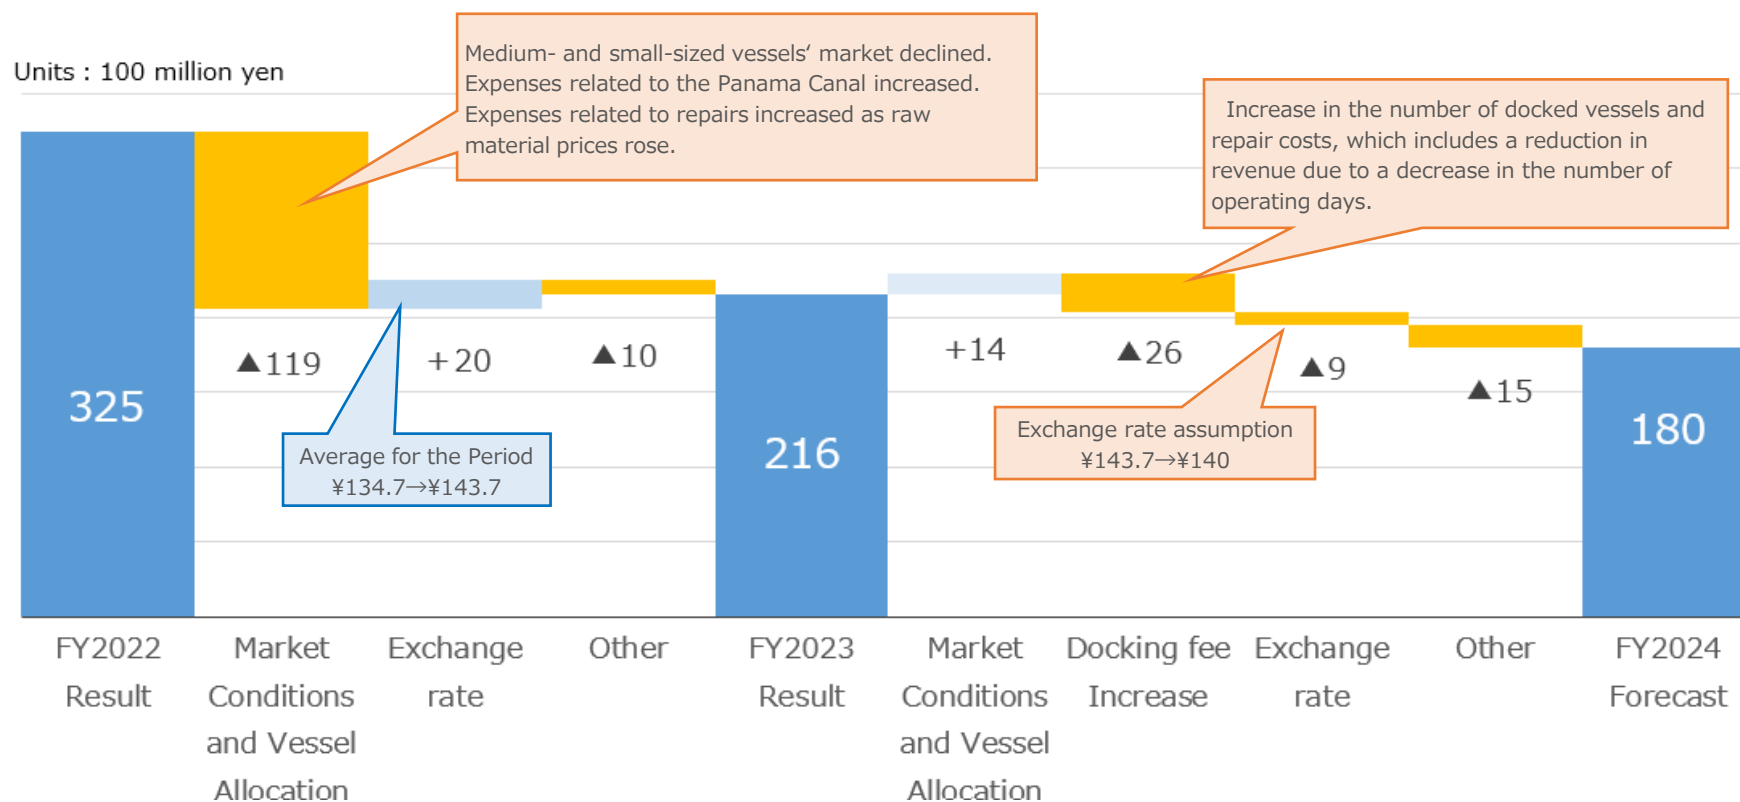 Units : 100 million yen
Medium- and small-sized vessels‘ market declined.
Expenses related to the Panama Canal increased.
Expenses related to repairs increased as raw
material prices rose.
Increase in the number of docked vessels and
repair costs, which includes a reduction in
revenue due to a decrease in the number of
operating days.
325
▲119
+20
▲10
216
+14
▲26
▲9
▲15
180
Average for the Period
¥134.7→¥143.7
Exchange rate assumption
¥143.7→¥140
FY2022
Result
Market
Conditions
and Vessel
Allocation
Exchange
rate
Other
FY2023
Result
Market
Conditions
and Vessel
Allocation
Docking fee
Increase
Exchange
rate
Other
FY2024
Forecast